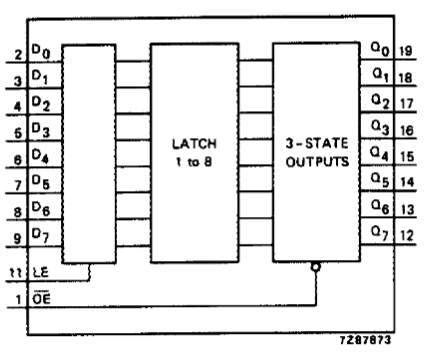 2 D0 Q0 19
3 D1 Q1 18
4 D2 Q2 17
5 D3 Q3 16
6 D4 Q4 15
7 D5 Q5 14
8 D6 Q6 13
9 D7 Q7 12
LATCH
1 to 8
3-STATE
OUTPUTS
11 LE
1 O̅E̅
7Z87873